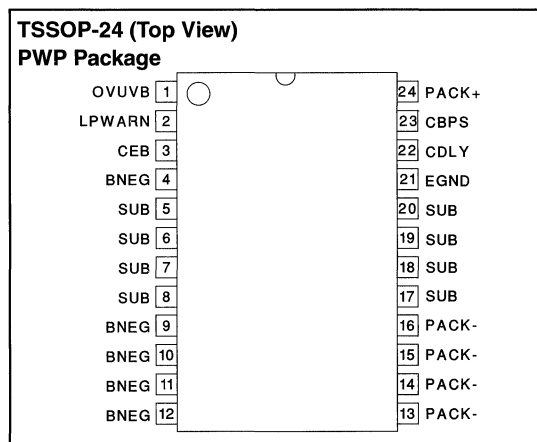 TSSOP-24 (Top View)
PWP Package
OVUVB 1 24 PACK+
LPWARN 2 23 CBPS
CEB 3 22 CDLY
BNEG 4 21 EGND
SUB 5 20 SUB
SUB 6 19 SUB
SUB 7 18 SUB
SUB 8 17 SUB
BNEG 9 16 PACK-
BNEG 10 15 PACK-
BNEG 11 14 PACK-
BNEG 12 13 PACK-